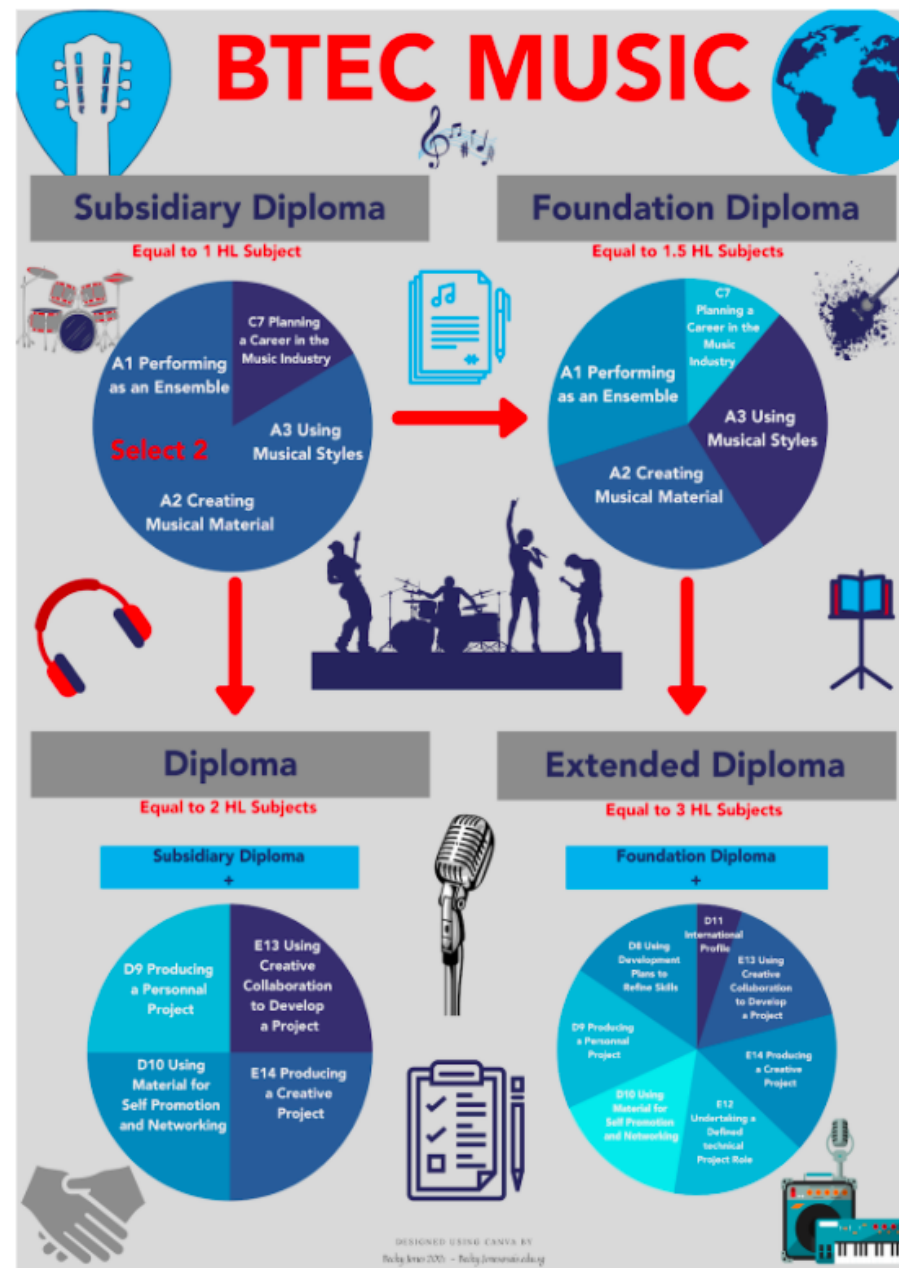 BTEC MUSIC
Subsidiary Diploma
Equal to 1 HL Subject
C7 Planning
a Career in the
Music Industry
A1 Performing
as an Ensemble
A3 Using
Musical Styles
Select 2
A2 Creating
Musical Material
Foundation Diploma
Equal to 1.5 HL Subjects
C7
Planning a
Career in the
Music
Industry
A1 Performing
as an Ensemble
A3 Using
Musical Styles
A2 Creating
Musical Material
Diploma
Equal to 2 HL Subjects
Subsidiary Diploma
+
E13 Using
Creative
Collaboration
to Develop
a Project
D9 Producing
a Personnal
Project
D10 Using
Material for
Self Promotion
and Networking
E14 Producing
a Creative
Project
Extended Diploma
Equal to 3 HL Subjects
Foundation Diploma
+
D11
International
Profile
D8 Using
Development
Plans to
Refine Skills
E13 Using
Creative
Collaboration
to Develop
a Project
D9 Producing
a Personnal
Project
E14 Producing
a Creative
Project
D10 Using
Material for
Self Promotion
and Networking
E12
Undertaking a
Defined
technical
Project Role
DESIGNED USING CANVA BY
Becky Jones